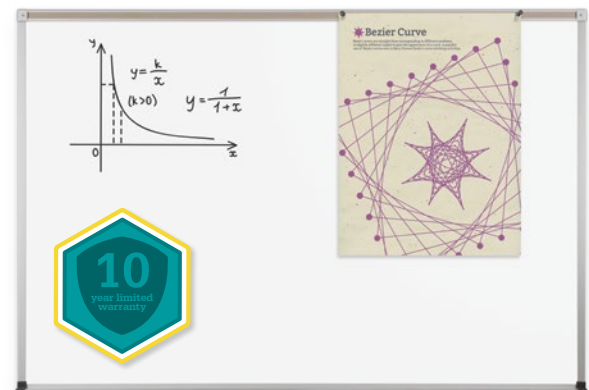 y
y = k/x
(k>0)
y = 1/1+x
0
x
Bezier Curve
10
year limited
warranty